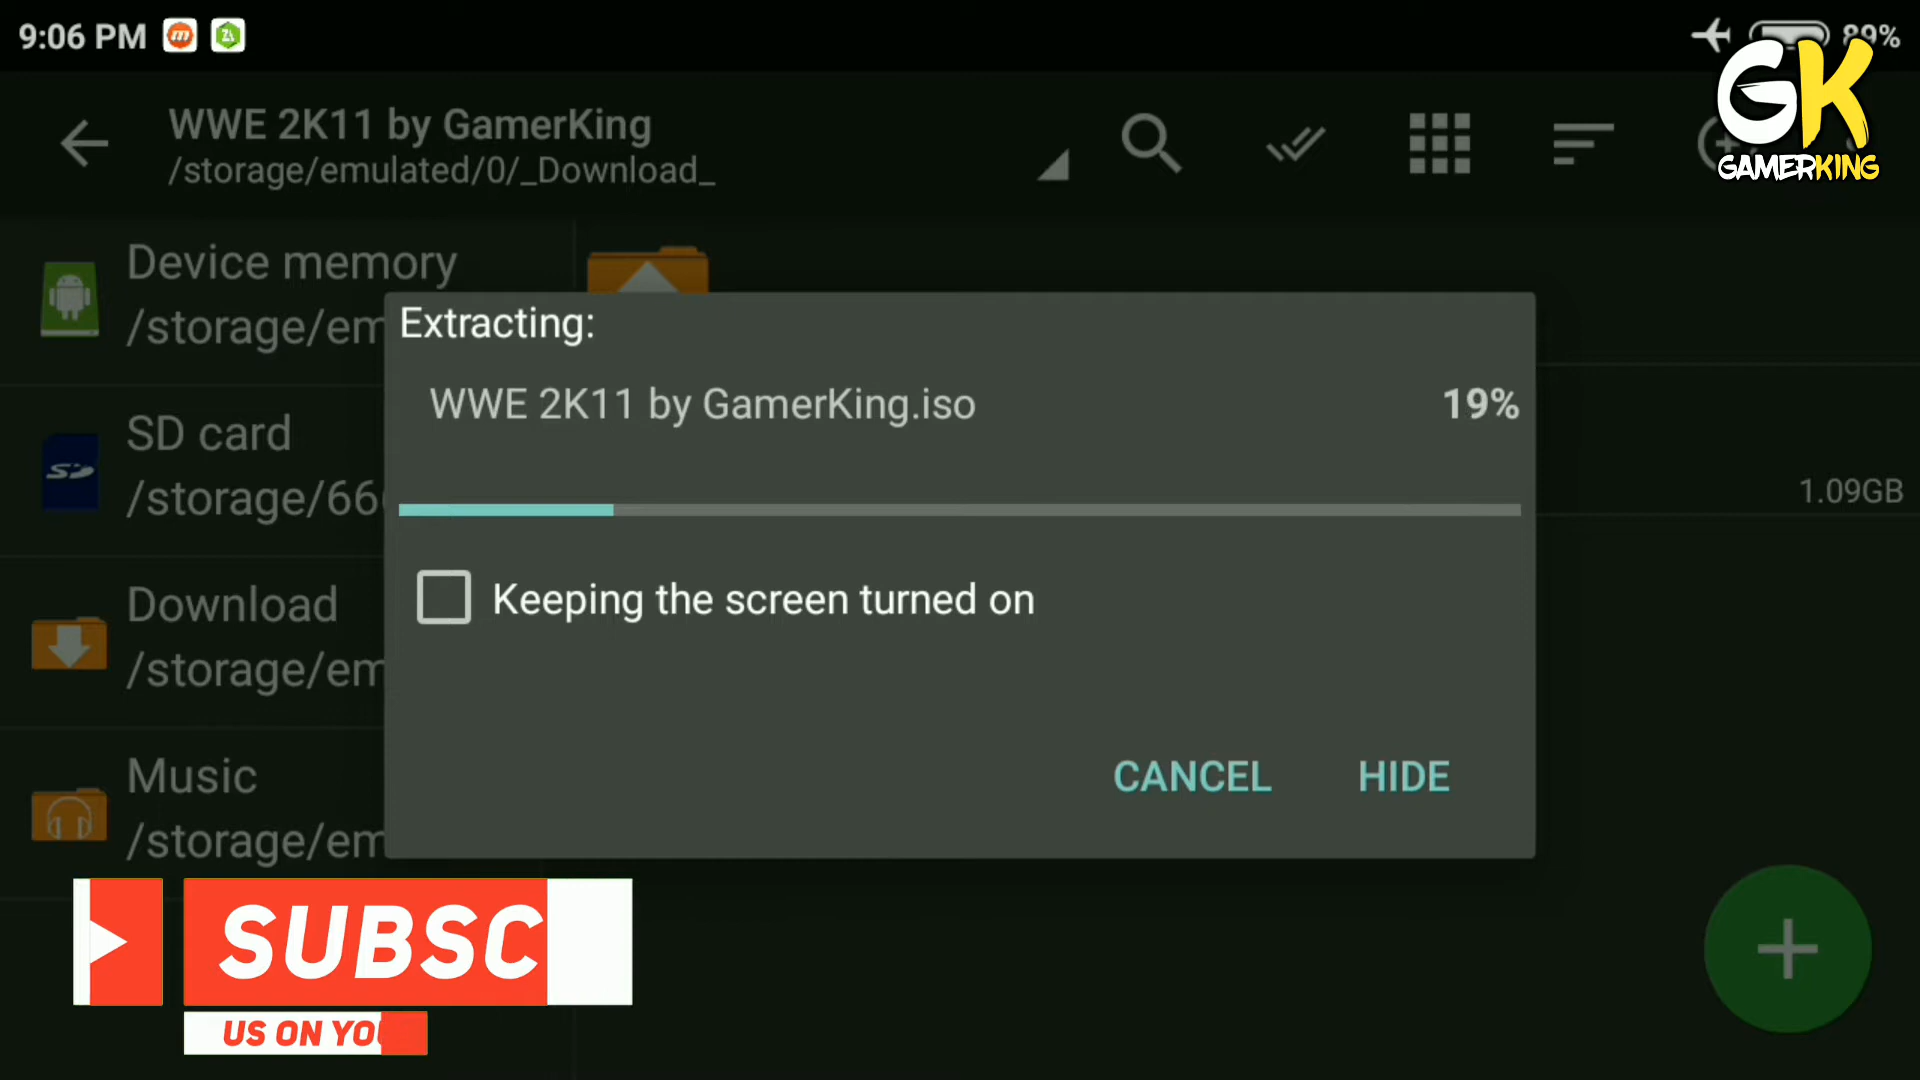 9:06 PM
89%
GK
GAMERKING
WWE 2K11 by GamerKing
/storage/emulated/0/_Download_
Device memory
/storage/em
Extracting:
WWE 2K11 by GamerKing.iso
19%
SD card
/storage/66
1.09GB
Keeping the screen turned on
Download
/storage/em
CANCEL
HIDE
Music
/storage/em
SUBSC
US ON YO